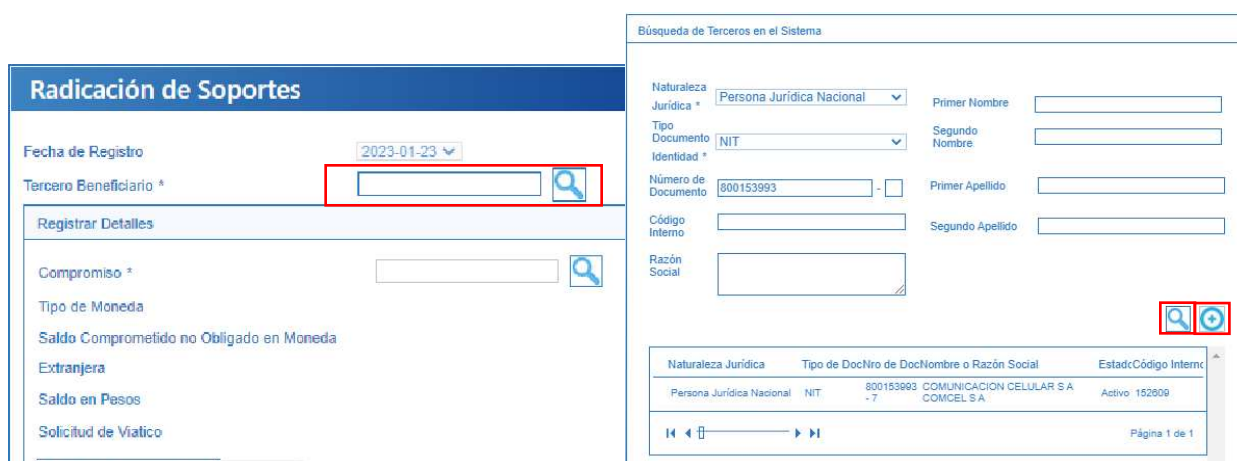 Radicación de Soportes
Fecha de Registro 2023-01-23
Tercero Beneficiario *
Registrar Detalles
Compromiso *
Tipo de Moneda
Saldo Comprometido no Obligado en Moneda
Extranjera
Saldo en Pesos
Solicitud de Viatico
Búsqueda de Terceros en el Sistema
Naturaleza
Jurídica * Persona Jurídica Nacional Primer Nombre
Tipo
Documento
Identidad * NIT Segundo
Nombre
Número de
Documento 800153993 - Primer Apellido
Código
Interno Segundo Apellido
Razón
Social
Naturaleza Jurídica Tipo de Doc Nro de Doc Nombre o Razón Social Estadc Código Interno
Persona Jurídica Nacional NIT 800153993 COMUNICACION CELULAR S A Activo 152609
- 7 COMCEL S A
Página 1 de 1